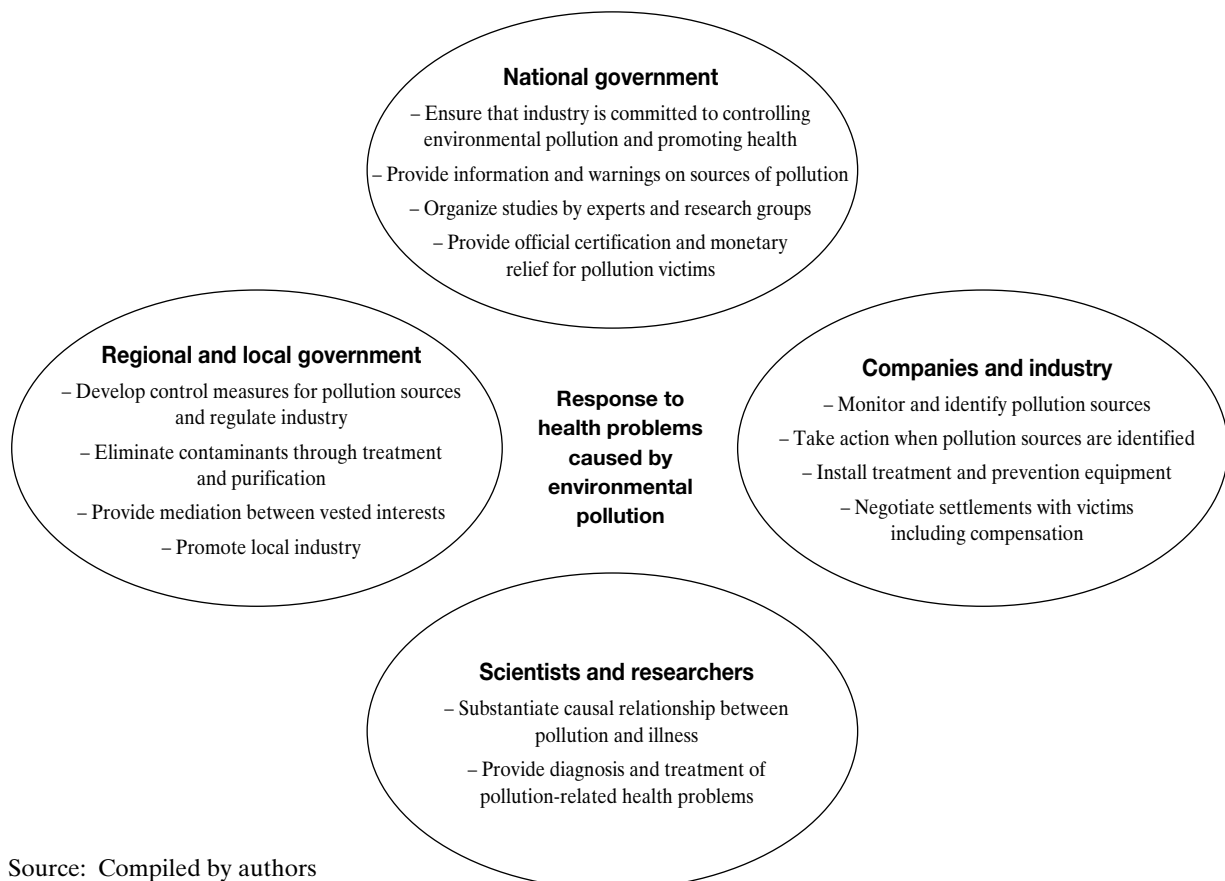 National government
– Ensure that industry is committed to controlling
environmental pollution and promoting health
– Provide information and warnings on sources of pollution
– Organize studies by experts and research groups
– Provide official certification and monetary
relief for pollution victims
Regional and local government
– Develop control measures for pollution sources
and regulate industry
– Eliminate contaminants through treatment
and purification
– Provide mediation between vested interests
– Promote local industry
Response to
health problems
caused by
environmental
pollution
Companies and industry
– Monitor and identify pollution sources
– Take action when pollution sources are identified
– Install treatment and prevention equipment
– Negotiate settlements with victims
including compensation
Scientists and researchers
– Substantiate causal relationship between
pollution and illness
– Provide diagnosis and treatment of
pollution-related health problems
Source: Compiled by authors